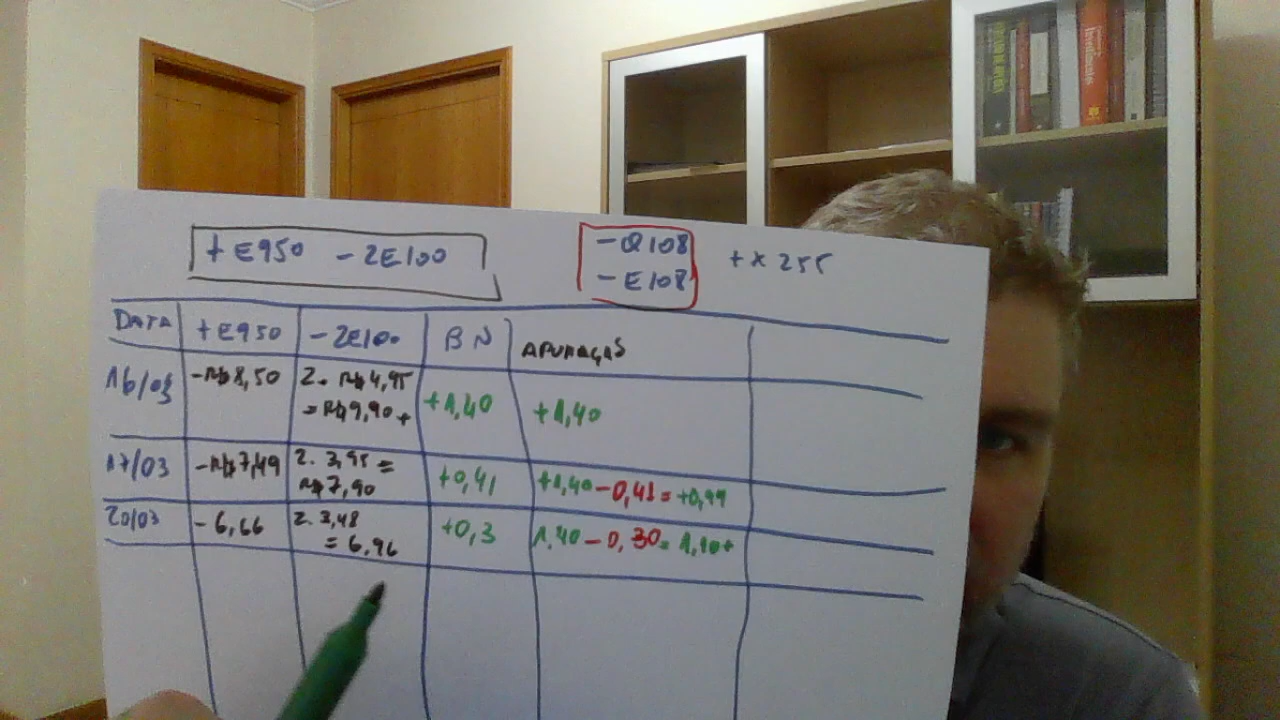 + E950 - 2E100
- Q108
- E108
+ X 255
DATA + E950 - 2E100 BN APURAÇAS
16/03 -R$8,50 2. R$4,95 = R$9,90+ +1,40 +1,40
17/03 -R$7,49 2. 3,95 = R$7,90 +0,41 +1,40 - 0,41 = +0,99
20/03 - 6,66 2. 3,48 = 6,96 +0,3 1,40 - 0,30 = 1,10+